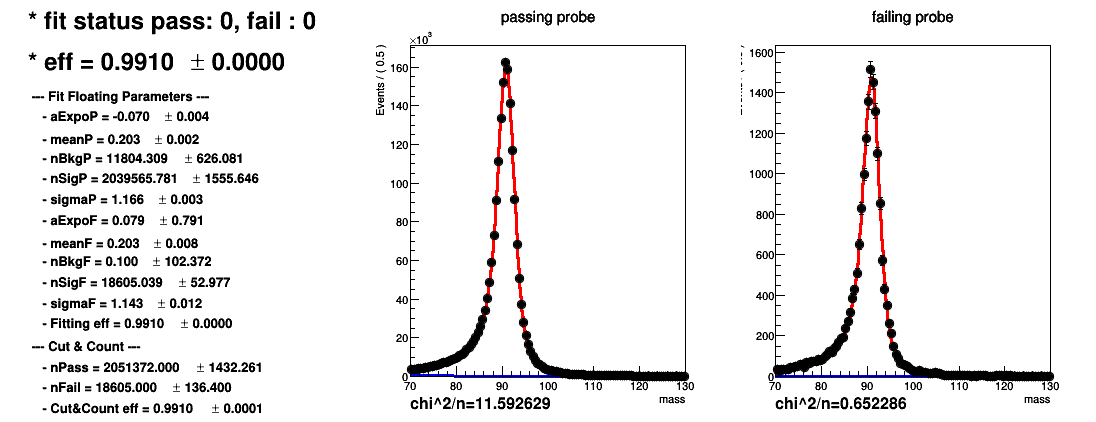 * fit status pass: 0, fail : 0
* eff = 0.9910 ± 0.0000
--- Fit Floating Parameters ---
- aExpoP = -0.070 ± 0.004
- meanP = 0.203 ± 0.002
- nBkgP = 11804.309 ± 626.081
- nSigP = 2039565.781 ± 1555.646
- sigmaP = 1.166 ± 0.003
- aExpoF = 0.079 ± 0.791
- meanF = 0.203 ± 0.008
- nBkgF = 0.100 ± 102.372
- nSigF = 18605.039 ± 52.977
- sigmaF = 1.143 ± 0.012
- Fitting eff = 0.9910 ± 0.0000
--- Cut & Count ---
- nPass = 2051372.000 ± 1432.261
- nFail = 18605.000 ± 136.400
- Cut&Count eff = 0.9910 ± 0.0001
passing probe
×10³
Events / ( 0.5 )
160
140
120
100
80
60
40
20
0
70 80 90 100 110 120 130
mass
chi^2/n=11.592629
failing probe
1600
1400
1200
1000
800
600
400
200
0
70 80 90 100 110 120 130
mass
chi^2/n=0.652286